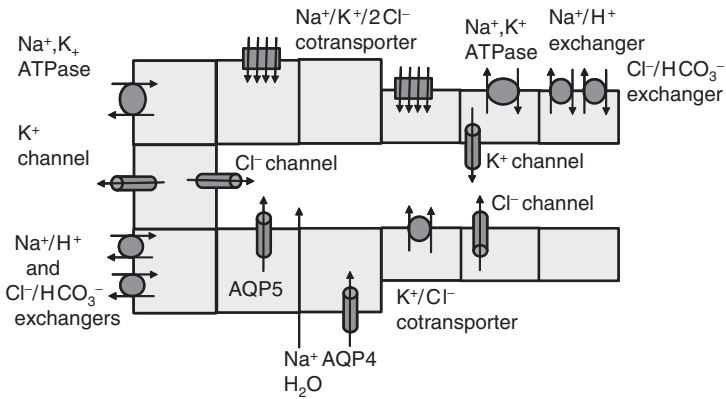 Na⁺,K₊
ATPase
K⁺
channel
Na⁺/H⁺
and
Cl⁻/HCO₃⁻
exchangers
Na⁺/K⁺/2Cl⁻
cotransporter
Cl⁻ channel
AQP5
Na⁺ AQP4
H₂O
Na⁺,K⁺
ATPase
Na⁺/H⁺
exchanger
Cl⁻/HCO₃⁻
exchanger
K⁺ channel
Cl⁻ channel
K⁺/Cl⁻
cotransporter